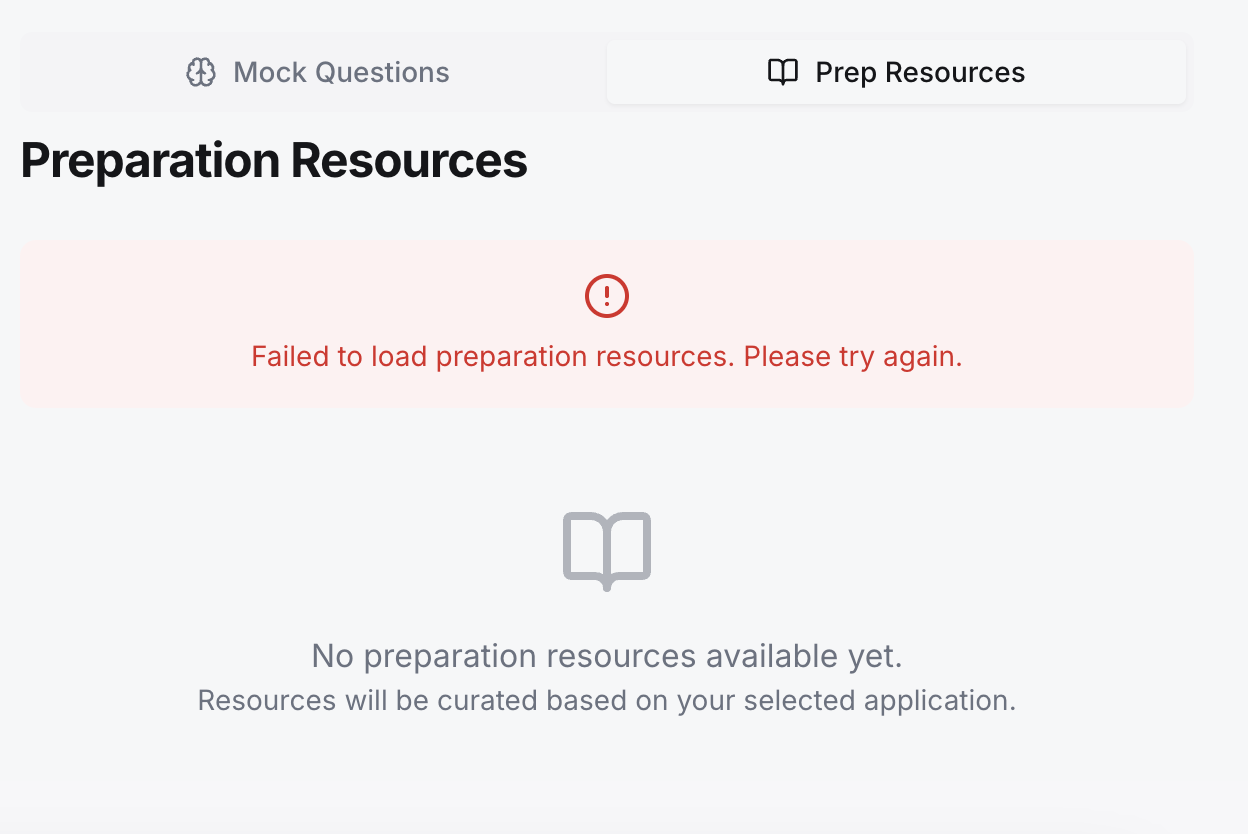 Mock Questions
Prep Resources
Preparation Resources
Failed to load preparation resources. Please try again.
No preparation resources available yet.
Resources will be curated based on your selected application.